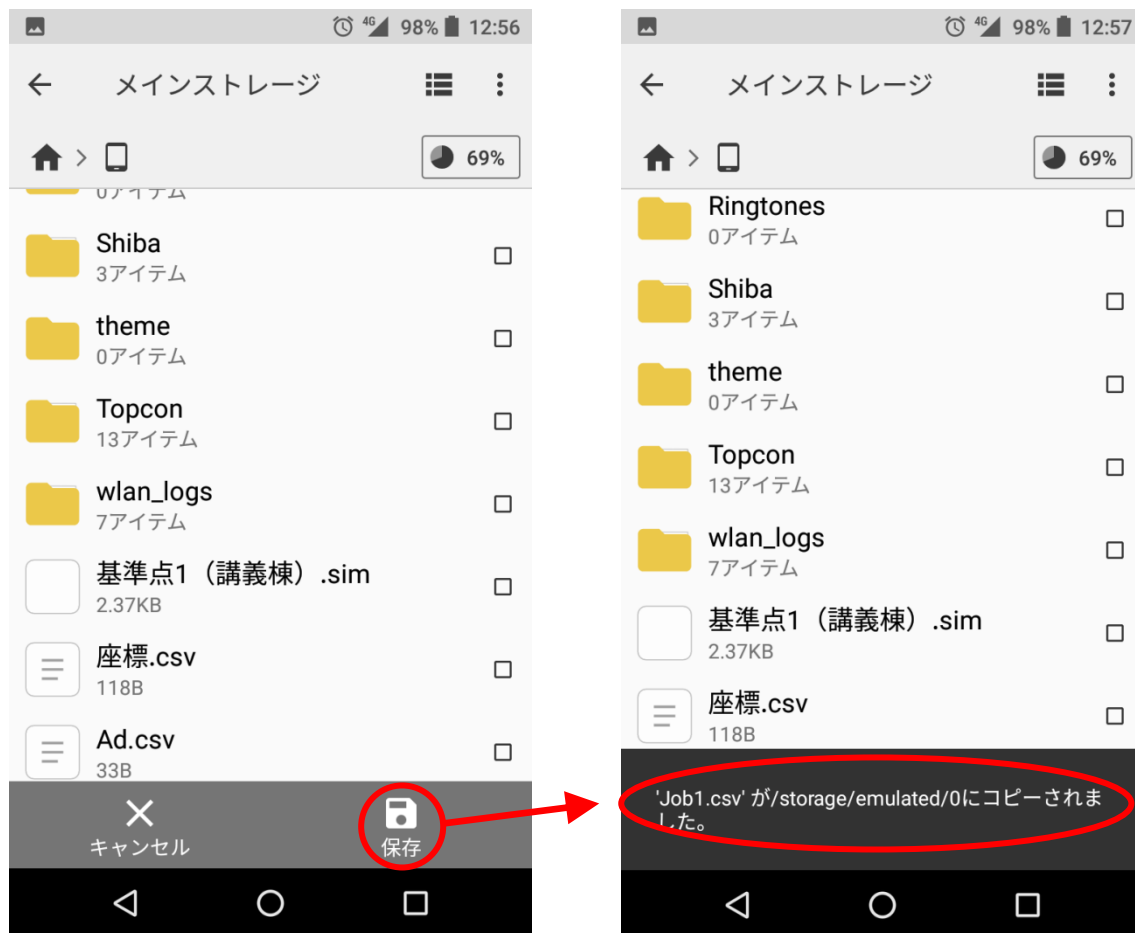 4G 98% 12:56
メインストレージ
69%
0アイテム
Shiba
3アイテム
theme
0アイテム
Topcon
13アイテム
wlan_logs
7アイテム
基準点1（講義棟）.sim
2.37KB
座標.csv
118B
Ad.csv
33B
キャンセル
保存
4G 98% 12:57
メインストレージ
69%
Ringtones
0アイテム
Shiba
3アイテム
theme
0アイテム
Topcon
13アイテム
wlan_logs
7アイテム
基準点1（講義棟）.sim
2.37KB
座標.csv
118B
'Job1.csv' が/storage/emulated/0にコピーされま
した。